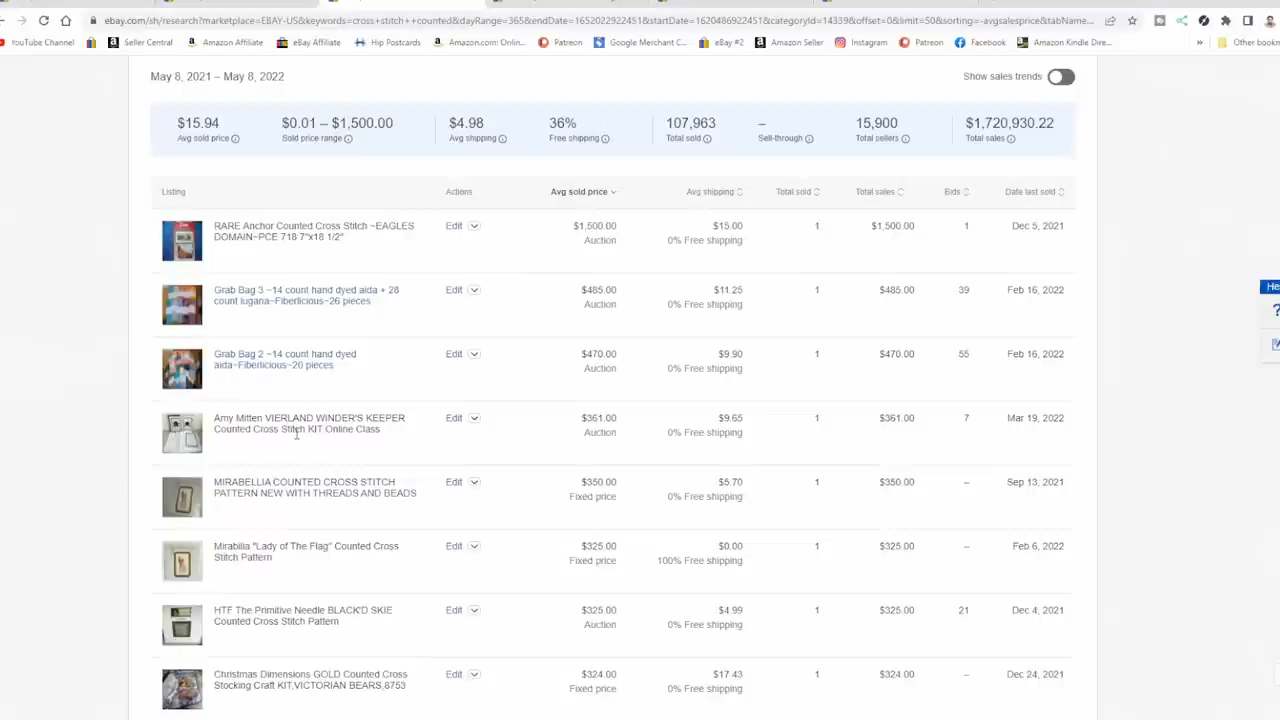 ebay.com/sh/research?marketplace=EBAY-US&keywords=cross+stitch++counted&dayRange=365&endDate=1652022922451&startDate=1620486922451&categoryId=14339&offset=0&limit=50&sorting=-avgsalesprice&tabName...
YouTube Channel Seller Central Amazon Affiliate eBay Affiliate Hip Postcards Amazon.com: Onlin... Patreon Google Merchant C... eBay #2 Amazon Seller Instagram Patreon Facebook Amazon Kindle Dire... » Other bookm
May 8, 2021 – May 8, 2022 Show sales trends
$15.94 $0.01 – $1,500.00 $4.98 36% 107,963 – 15,900 $1,720,930.22
Avg sold price Sold price range Avg shipping Free shipping Total sold Sell-through Total sellers Total sales
Listing Actions Avg sold price Avg shipping Total sold Total sales Bids Date last sold
RARE Anchor Counted Cross Stitch ~EAGLES Edit $1,500.00 $15.00 1 $1,500.00 1 Dec 5, 2021
DOMAIN~PCE 718 7"x18 1/2" Auction 0% Free shipping
Grab Bag 3 ~14 count hand dyed aida + 28 Edit $485.00 $11.25 1 $485.00 39 Feb 16, 2022
count lugana~Fiberlicious~26 pieces Auction 0% Free shipping
Grab Bag 2 ~14 count hand dyed Edit $470.00 $9.90 1 $470.00 55 Feb 16, 2022
aida~Fiberlicious~20 pieces Auction 0% Free shipping
Amy Mitten VIERLAND WINDER'S KEEPER Edit $361.00 $9.65 1 $361.00 7 Mar 19, 2022
Counted Cross Stitch KIT Online Class Auction 0% Free shipping
MIRABELLIA COUNTED CROSS STITCH Edit $350.00 $5.70 1 $350.00 – Sep 13, 2021
PATTERN NEW WITH THREADS AND BEADS Fixed price 0% Free shipping
Mirabilia "Lady of The Flag" Counted Cross Edit $325.00 $0.00 1 $325.00 – Feb 6, 2022
Stitch Pattern Fixed price 100% Free shipping
HTF The Primitive Needle BLACK'D SKIE Edit $325.00 $4.99 1 $325.00 21 Dec 4, 2021
Counted Cross Stitch Pattern Auction 0% Free shipping
Christmas Dimensions GOLD Counted Cross Edit $324.00 $17.43 1 $324.00 – Dec 24, 2021
Stocking Craft KIT,VICTORIAN BEARS,8753 Fixed price 0% Free shipping
He
?